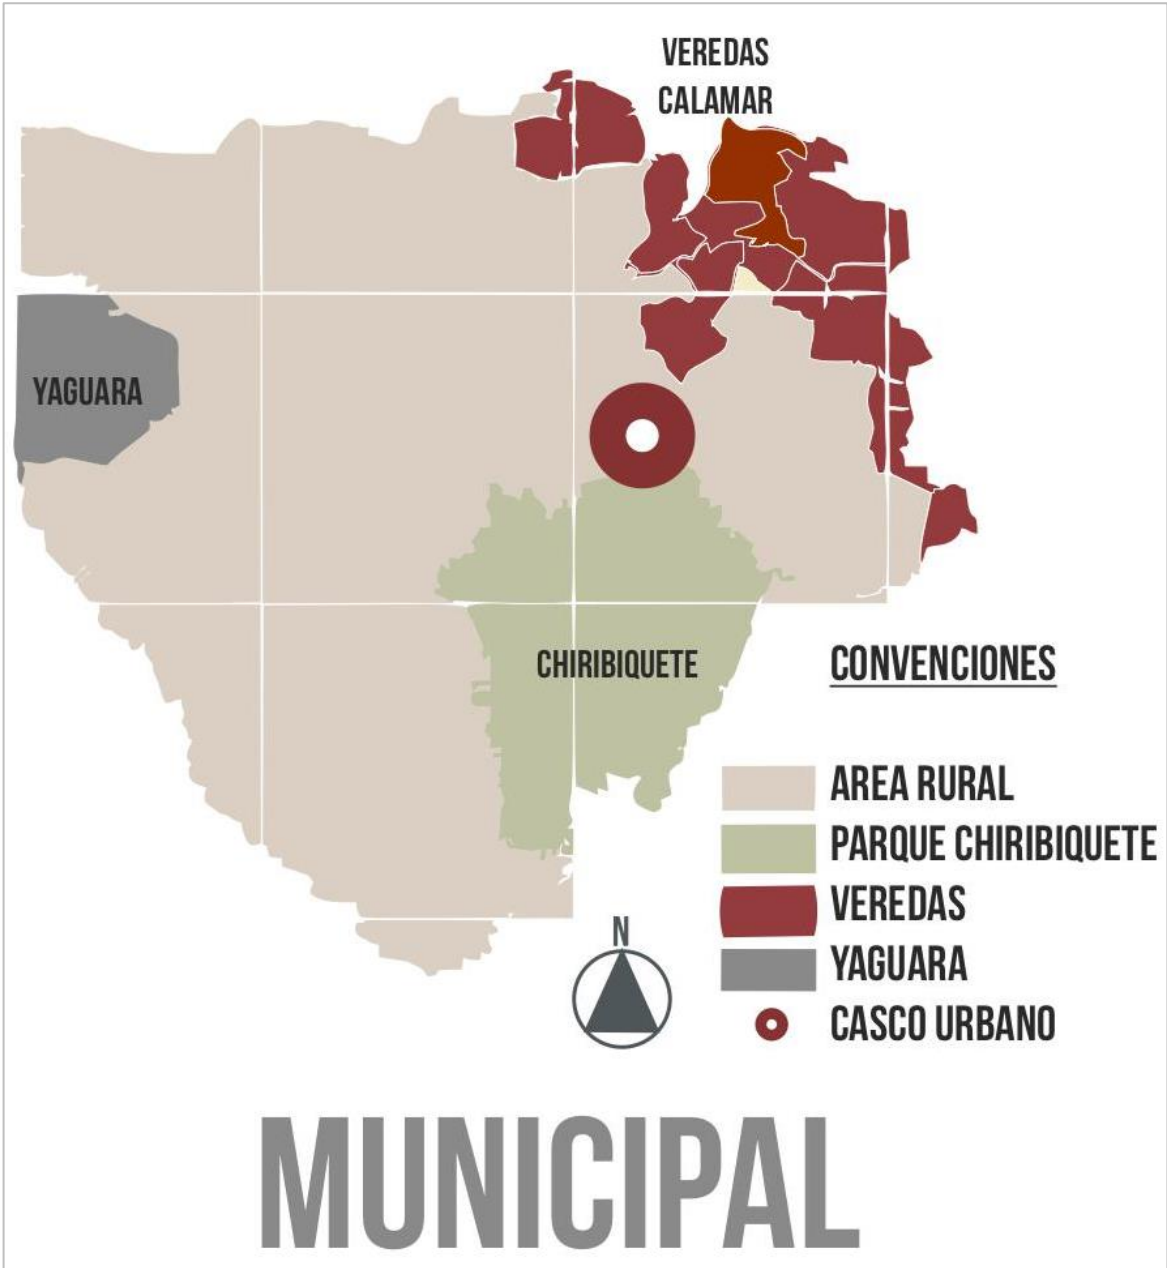 VEREDAS
CALAMAR
YAGUARA
CHIRIBIQUETE
CONVENCIONES
AREA RURAL
PARQUE CHIRIBIQUETE
VEREDAS
YAGUARA
CASCO URBANO
N
MUNICIPAL